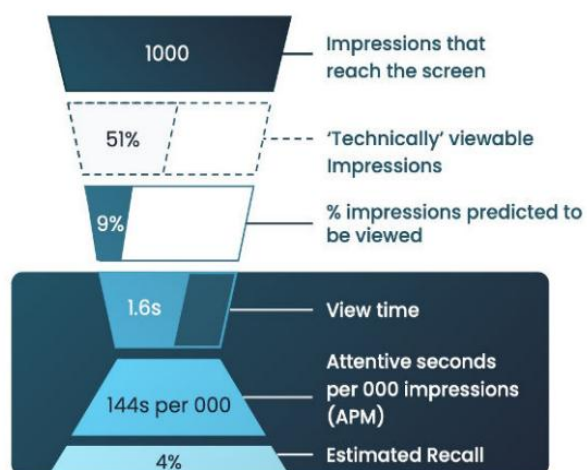 1000
Impressions that
reach the screen
51%
‘Technically’ viewable
Impressions
9%
% impressions predicted to
be viewed
1.6s
View time
144s per 000
Attentive seconds
per 000 impressions
(APM)
4%
Estimated Recall